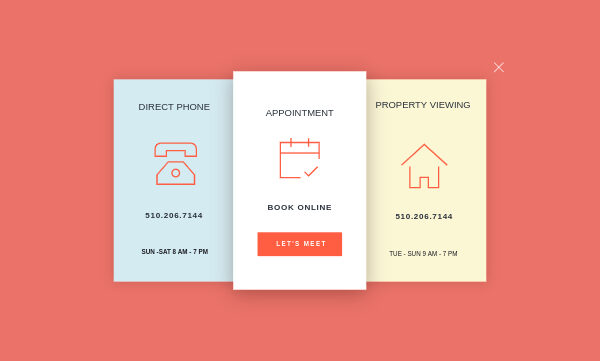 DIRECT PHONE
510.206.7144
SUN -SAT 8 AM - 7 PM
APPOINTMENT
BOOK ONLINE
LET'S MEET
PROPERTY VIEWING
510.206.7144
TUE - SUN 9 AM - 7 PM